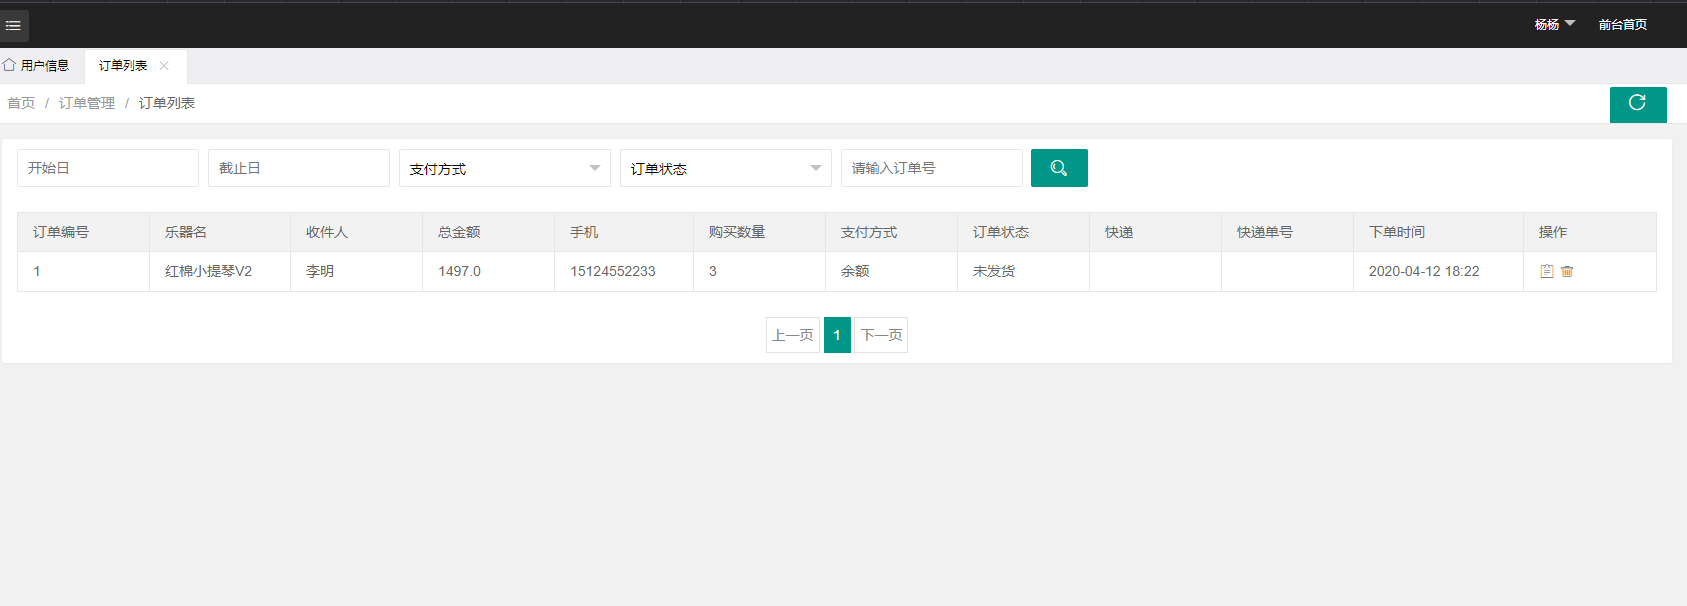 杨杨 前台首页
用户信息 订单列表
首页 / 订单管理 / 订单列表
开始日 截止日 支付方式 订单状态 请输入订单号
订单编号 乐器名 收件人 总金额 手机 购买数量 支付方式 订单状态 快递 快递单号 下单时间 操作
1 红棉小提琴V2 李明 1497.0 15124552233 3 余额 未发货 2020-04-12 18:22
上一页 1 下一页